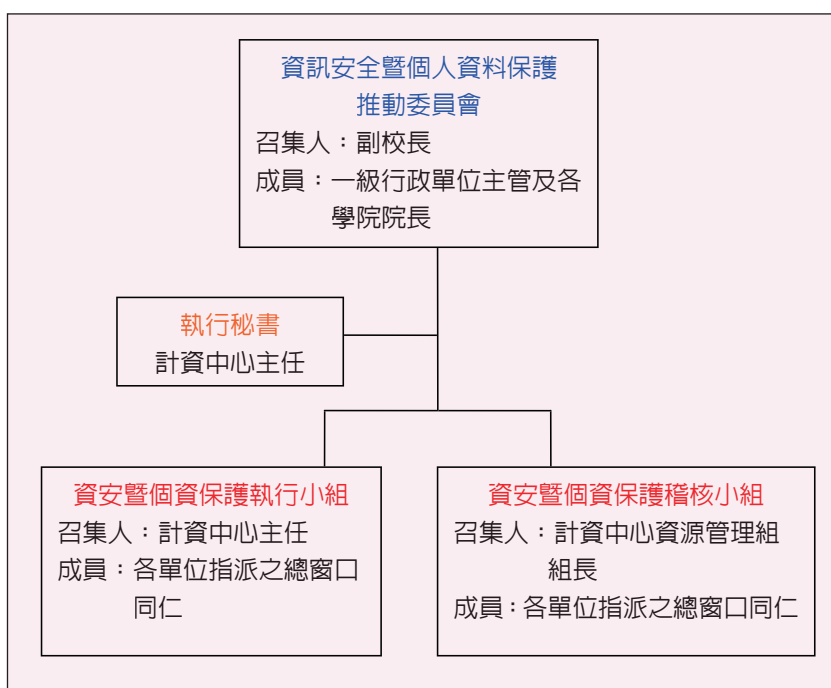 資訊安全暨個人資料保護
推動委員會
召集人：副校長
成員：一級行政單位主管及各
學院院長
執行秘書
計資中心主任
資安暨個資保護執行小組
召集人：計資中心主任
成員：各單位指派之總窗口
同仁
資安暨個資保護稽核小組
召集人：計資中心資源管理組
組長
成員：各單位指派之總窗口同仁